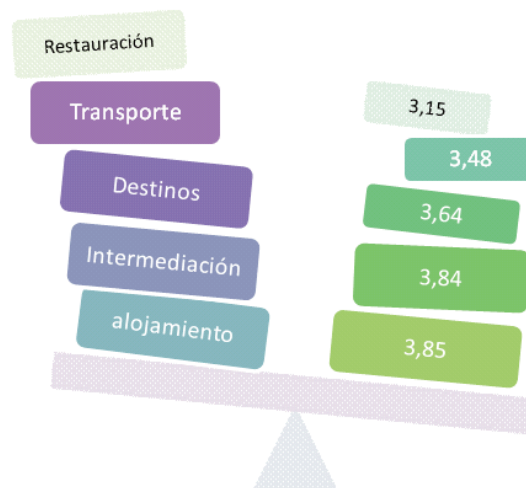 Restauración
Transporte
Destinos
Intermediación
alojamiento
3,15
3,48
3,64
3,84
3,85